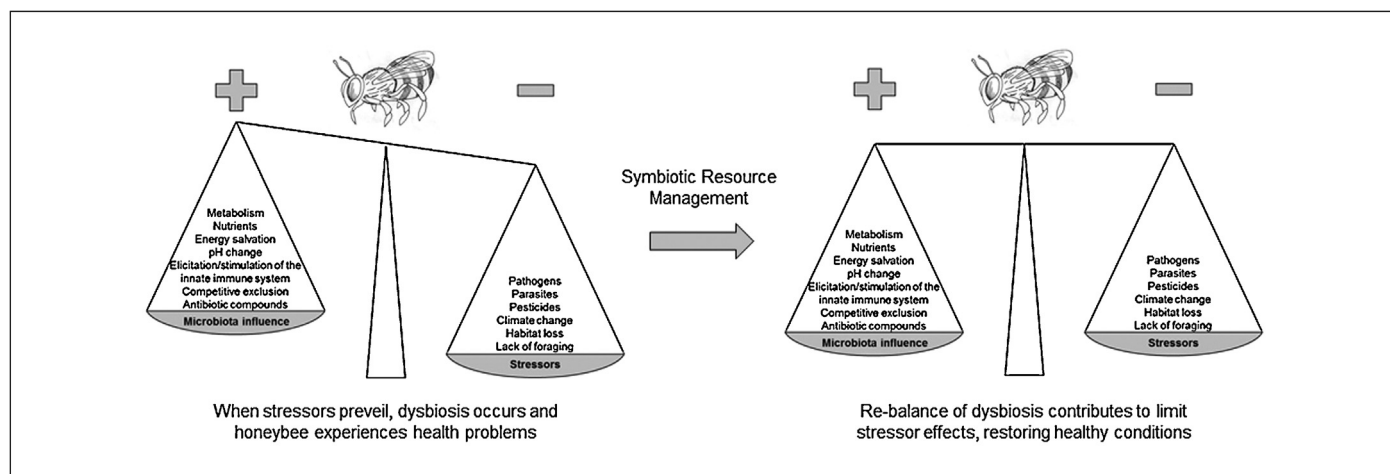 Metabolism
Nutrients
Energy salvation
pH change
Elicitation/stimulation of the
innate immune system
Competitive exclusion
Antibiotic compounds
Microbiota influence
Pathogens
Parasites
Pesticides
Climate change
Habitat loss
Lack of foraging
Stressors
When stressors preveil, dysbiosis occurs and
honeybee experiences health problems
Symbiotic Resource
Management
Metabolism
Nutrients
Energy salvation
pH change
Elicitation/stimulation of the
innate immune system
Competitive exclusion
Antibiotic compounds
Microbiota influence
Pathogens
Parasites
Pesticides
Climate change
Habitat loss
Lack of foraging
Stressors
Re-balance of dysbiosis contributes to limit
stressor effects, restoring healthy conditions